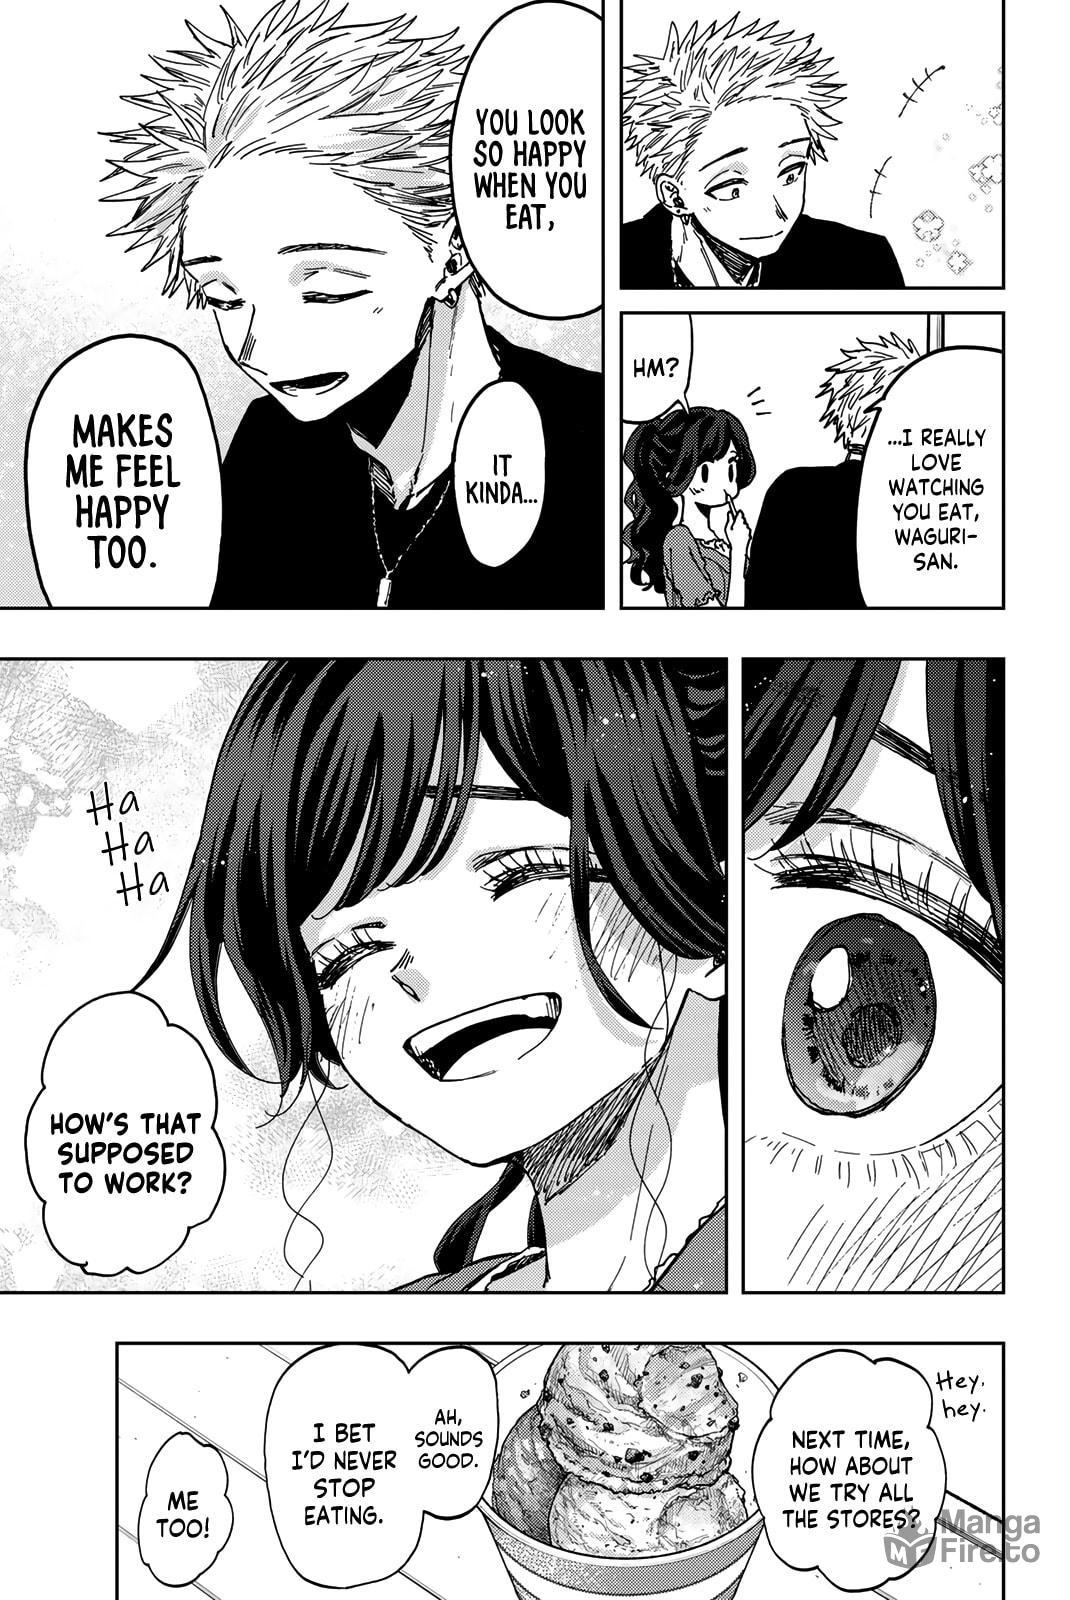 ...I REALLY
LOVE
WATCHING
YOU EAT,
WAGURI-
SAN.
HM?
YOU LOOK
SO HAPPY
WHEN YOU
EAT,
IT
KINDA...
MAKES
ME FEEL
HAPPY
TOO.
Ha
Ha
Ha
HOW'S THAT
SUPPOSED
TO WORK?
Hey,
hey.
NEXT TIME,
HOW ABOUT
WE TRY ALL
THE STORES?
AH,
SOUNDS
GOOD.
I BET
I'D NEVER
STOP
EATING.
ME
TOO!
Manga
Fire.to